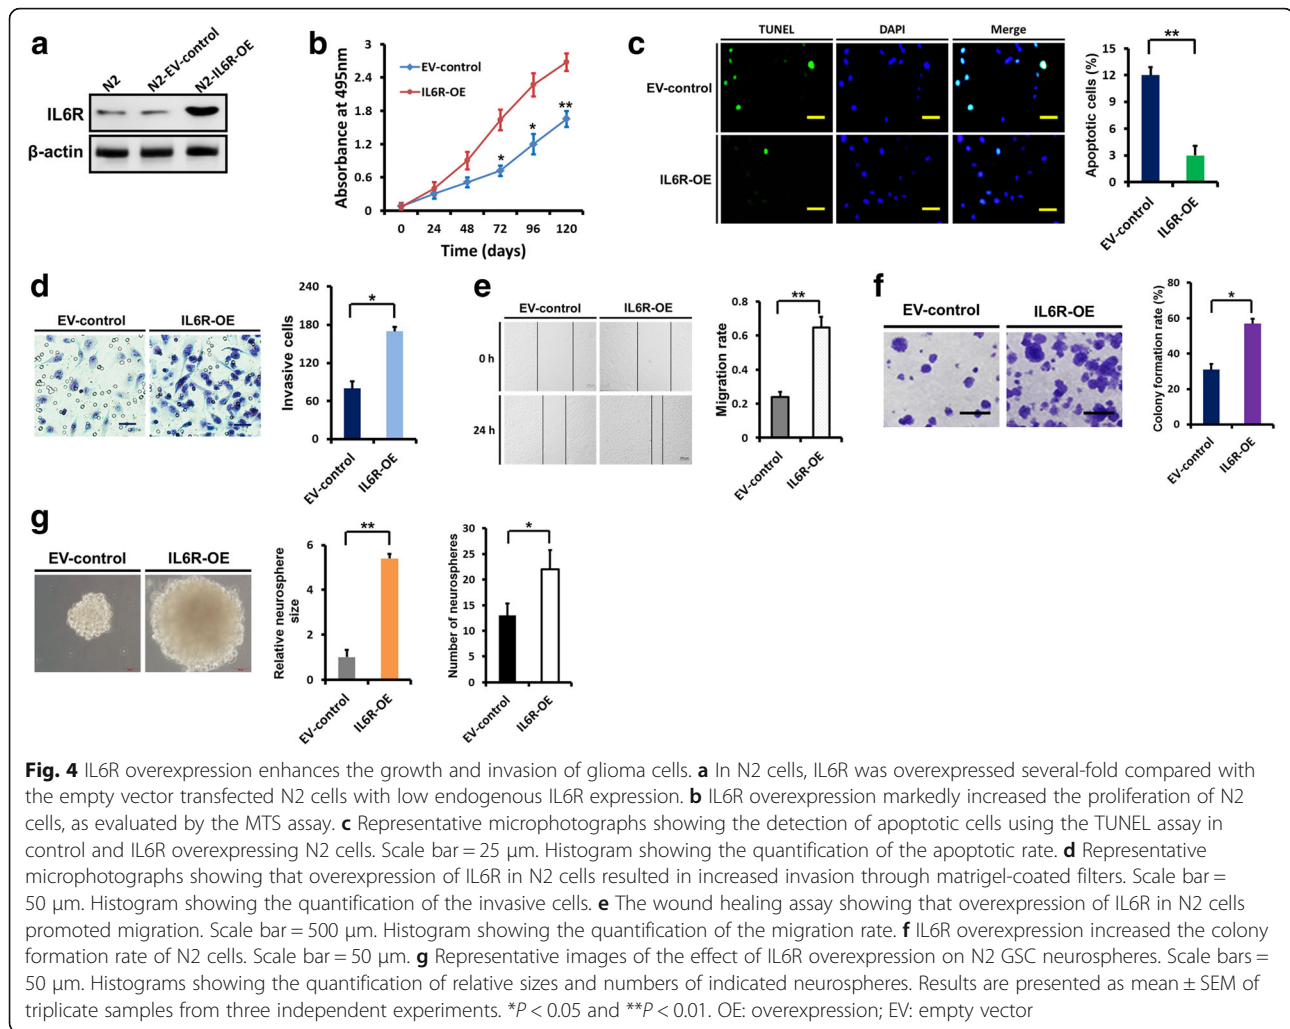 a
N2
N2-EV-control
N2-IL6R-OE
IL6R
β-actin
b
3
2.4
1.8
1.2
0.6
0
Absorbance at 495nm
EV-control
IL6R-OE
*
*
**
0 24 48 72 96 120
Time (days)
c
TUNEL DAPI Merge
EV-control
IL6R-OE
**
15
12
9
6
3
0
Apoptotic cells (%)
EV-control
IL6R-OE
d
EV-control IL6R-OE
300
240
180
120
60
0
Invasive cells
*
EV-control
IL6R-OE
e
EV-control IL6R-OE
0 h
24 h
0.8
0.6
0.4
0.2
0
Migration rate
**
EV-control
IL6R-OE
f
EV-control IL6R-OE
80
70
60
50
40
30
20
10
0
Colony formation rate (%)
*
EV-control
IL6R-OE
g
EV-control IL6R-OE
6
4
2
0
Relative neurosphere
size
**
EV-control
IL6R-OE
30
25
20
15
10
5
0
Number of neurospheres
*
EV-control
IL6R-OE
Fig. 4 IL6R overexpression enhances the growth and invasion of glioma cells. a In N2 cells, IL6R was overexpressed several-fold compared with
the empty vector transfected N2 cells with low endogenous IL6R expression. b IL6R overexpression markedly increased the proliferation of N2
cells, as evaluated by the MTS assay. c Representative microphotographs showing the detection of apoptotic cells using the TUNEL assay in
control and IL6R overexpressing N2 cells. Scale bar = 25 μm. Histogram showing the quantification of the apoptotic rate. d Representative
microphotographs showing that overexpression of IL6R in N2 cells resulted in increased invasion through matrigel-coated filters. Scale bar =
50 μm. Histogram showing the quantification of the invasive cells. e The wound healing assay showing that overexpression of IL6R in N2 cells
promoted migration. Scale bar = 500 μm. Histogram showing the quantification of the migration rate. f IL6R overexpression increased the colony
formation rate of N2 cells. Scale bar = 50 μm. g Representative images of the effect of IL6R overexpression on N2 GSC neurospheres. Scale bars =
50 μm. Histograms showing the quantification of relative sizes and numbers of indicated neurospheres. Results are presented as mean ± SEM of
triplicate samples from three independent experiments. *P < 0.05 and **P < 0.01. OE: overexpression; EV: empty vector